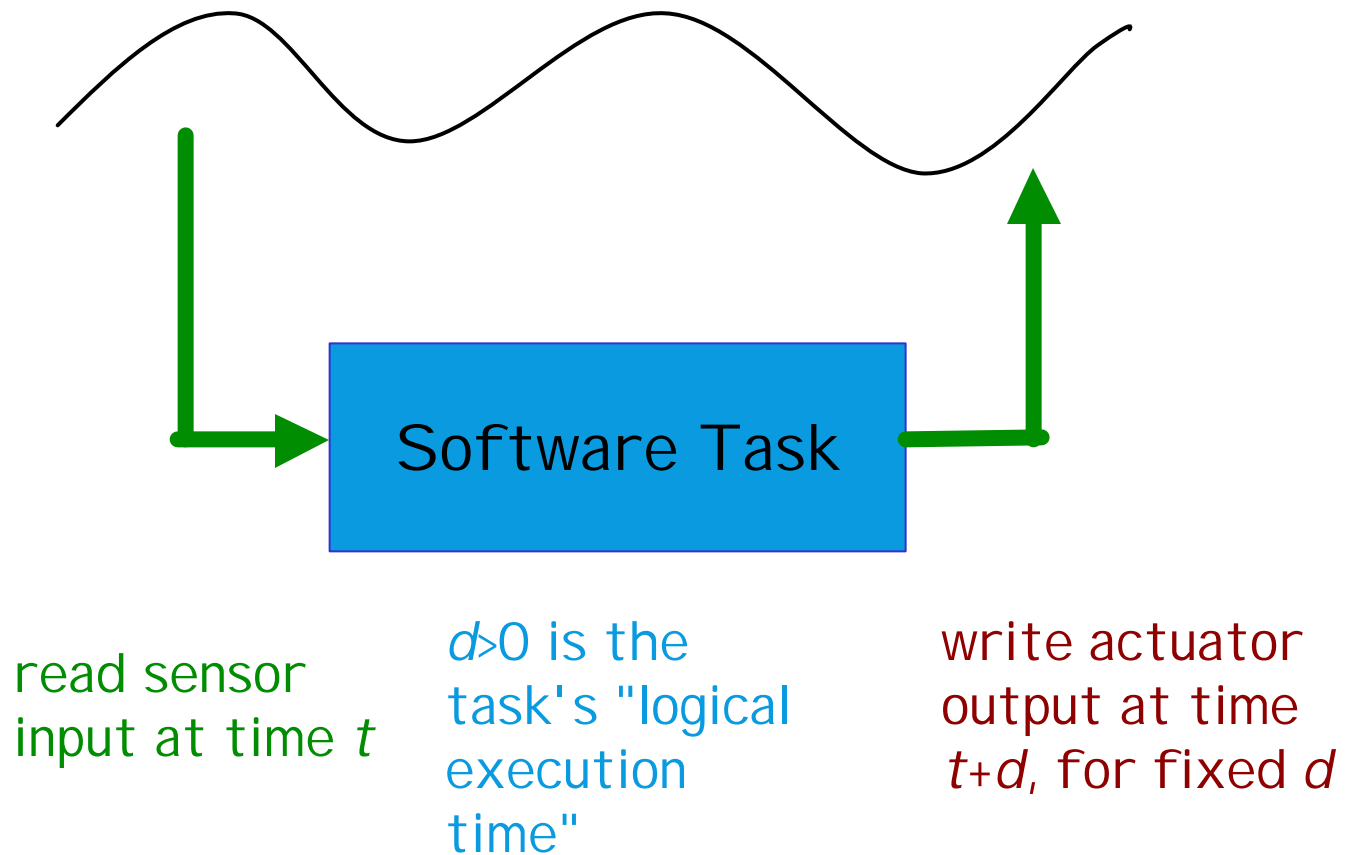 Software Task
read sensor
input at time t
d>0 is the
task's "logical
execution
time"
write actuator
output at time
t+d, for fixed d